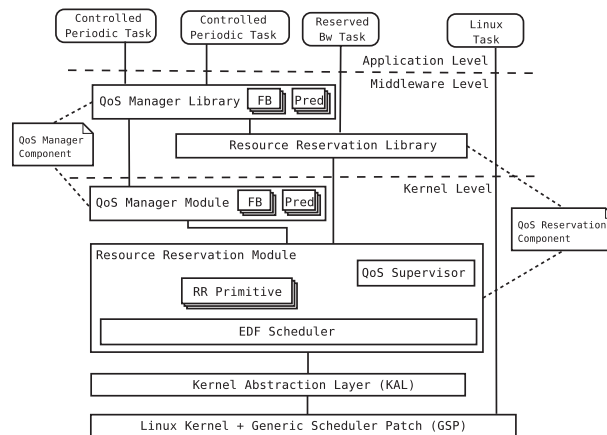 Controlled
Periodic Task
Controlled
Periodic Task
Reserved
Bw Task
Linux
Task
Application Level
Middleware Level
QoS Manager Library
FB
Pred
QoS Manager
Component
Resource Reservation Library
Kernel Level
QoS Manager Module
FB
Pred
QoS Reservation
Component
Resource Reservation Module
QoS Supervisor
RR Primitive
EDF Scheduler
Kernel Abstraction Layer (KAL)
Linux Kernel + Generic Scheduler Patch (GSP)